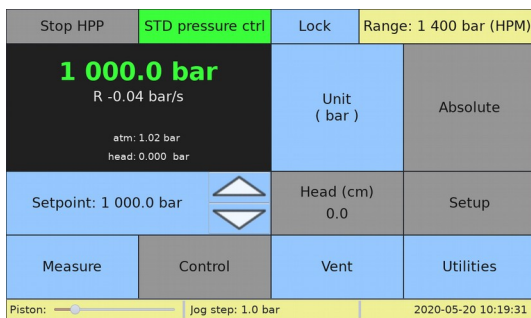 Stop HPP
STD pressure ctrl
Lock
Range: 1 400 bar (HPM)
1 000.0 bar
R -0.04 bar/s
atm: 1.02 bar
head: 0.000 bar
Unit
( bar )
Absolute
Setpoint: 1 000.0 bar
Head (cm)
0.0
Setup
Measure
Control
Vent
Utilities
Piston:
Jog step: 1.0 bar
2020-05-20 10:19:31